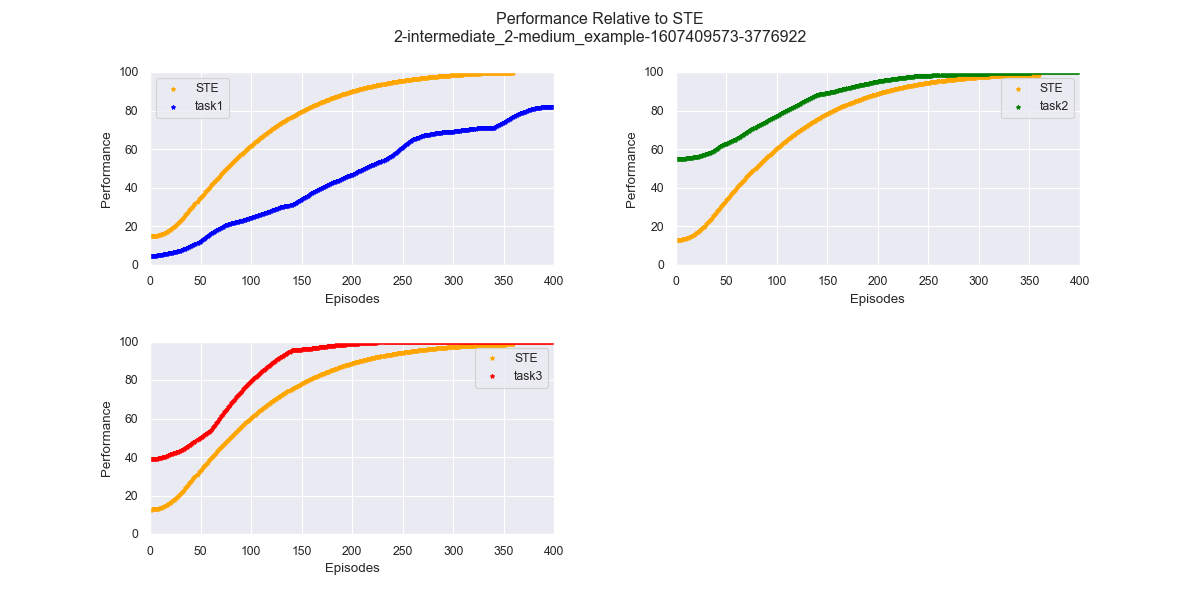 Performance Relative to STE
2-intermediate_2-medium_example-1607409573-3776922
100
80
60
40
20
0
Performance
STE
task1
0 50 100 150 200 250 300 350 400
Episodes
100
80
60
40
20
0
Performance
STE
task2
0 50 100 150 200 250 300 350 400
Episodes
100
80
60
40
20
0
Performance
STE
task3
0 50 100 150 200 250 300 350 400
Episodes